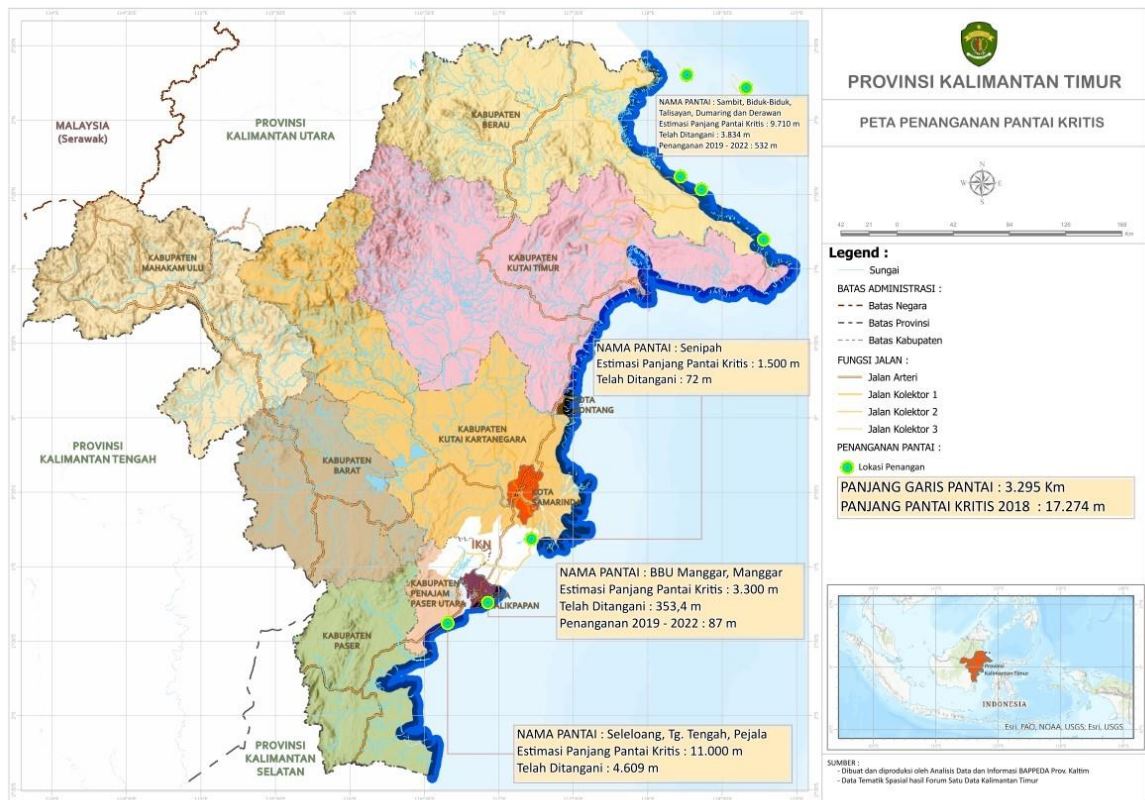 PROVINSI KALIMANTAN TIMUR
PETA PENANGANAN PANTAI KRITIS
N
W E
S
42 21 0 42 84 126 168
Km
Legend :
Sungai
BATAS ADMINISTRASI :
Batas Negara
Batas Provinsi
Batas Kabupaten
FUNGSI JALAN :
Jalan Arteri
Jalan Kolektor 1
Jalan Kolektor 2
Jalan Kolektor 3
PENANGANAN PANTAI :
Lokasi Penangan
PANJANG GARIS PANTAI : 3.295 Km
PANJANG PANTAI KRITIS 2018 : 17.274 m
Provinsi
Kalimantan Timur
INDONESIA
Esri, FAO, NOAA, USGS; Esri, USGS
SUMBER :
- Dibuat dan diproduksi oleh Analisis Data dan Informasi BAPPEDA Prov. Kaltim
- Data Tematik Spasial hasil Forum Satu Data Kalimantan Timur
MALAYSIA
(Serawak)
PROVINSI
KALIMANTAN UTARA
KABUPATEN
BERAU
NAMA PANTAI : Sambit, Biduk-Biduk,
Talisayan, Dumaring dan Derawan
Estimasi Panjang Pantai Kritis : 9.710 m
Telah Ditangani : 3.834 m
Penanganan 2019 - 2022 : 532 m
KABUPATEN
MAHAKAM ULU
KABUPATEN
KUTAI TIMUR
NAMA PANTAI : Senipah
Estimasi Panjang Pantai Kritis : 1.500 m
Telah Ditangani : 72 m
KOTA
BONTANG
KABUPATEN
KUTAI KARTANEGARA
PROVINSI
KALIMANTAN TENGAH
KABUPATEN
BARAT
KOTA
SAMARINDA
IKN
NAMA PANTAI : BBU Manggar, Manggar
Estimasi Panjang Pantai Kritis : 3.300 m
Telah Ditangani : 353,4 m
Penanganan 2019 - 2022 : 87 m
KABUPATEN
PENAJAM
PASER UTARA
ALIKPAPAN
KABUPATEN
PASER
NAMA PANTAI : Seleloang, Tg. Tengah, Pejala
Estimasi Panjang Pantai Kritis : 11.000 m
Telah Ditangani : 4.609 m
PROVINSI
KALIMANTAN
SELATAN